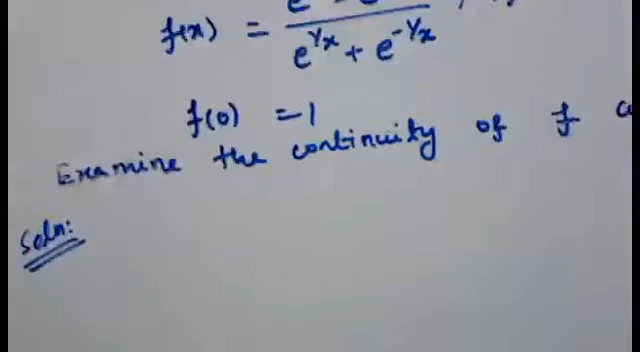 f(x) = e / e^{1/x} + e^{-1/x}
f(0) = 1
Examine the continuity of f
Soln: